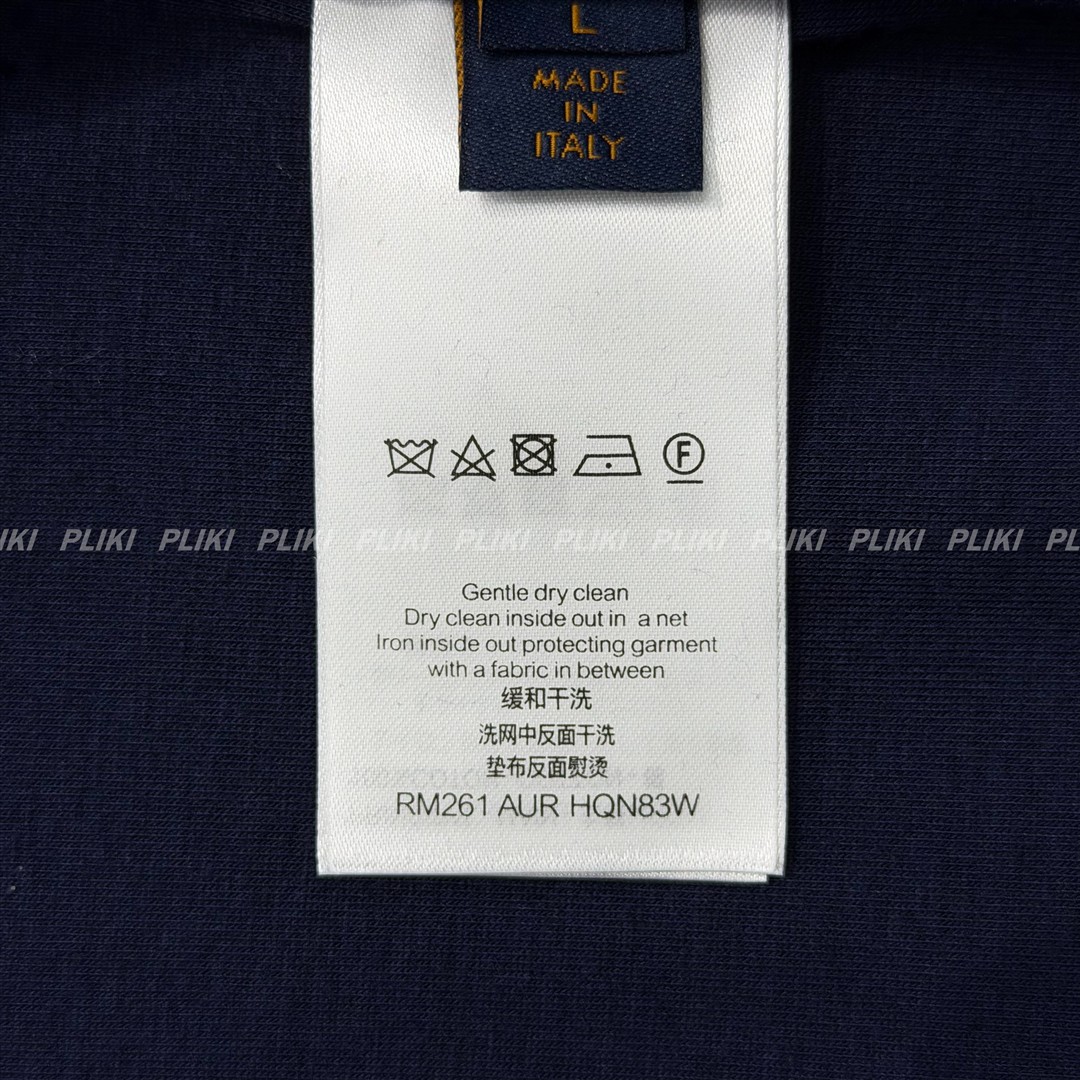 L
MADE
IN
ITALY
F
PLIKI PLIKI PLIKI PLIKI PLIKI PLIKI PLIKI PLIKI PLIKI
Gentle dry clean
Dry clean inside out in a net
Iron inside out protecting garment
with a fabric in between
缓和干洗
洗网中反面干洗
垫布反面熨烫
RM261 AUR HQN83W